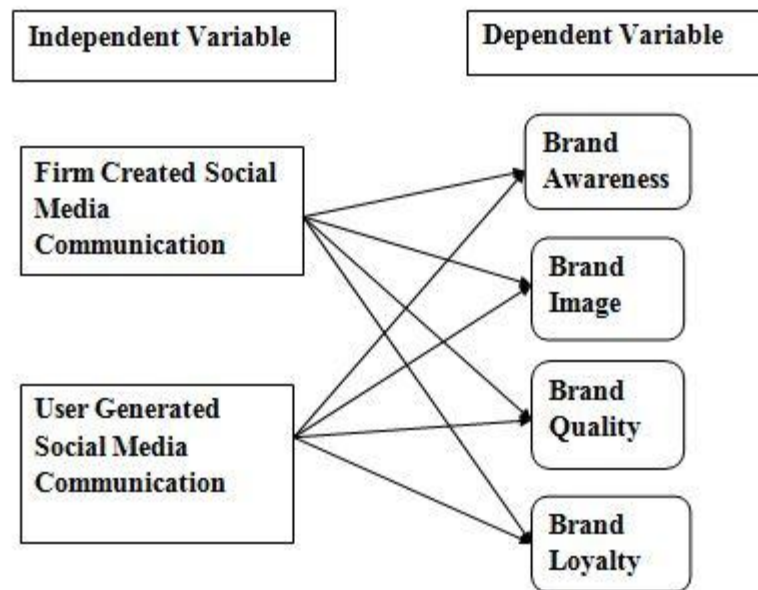 Independent Variable
Dependent Variable
Firm Created Social
Media
Communication
User Generated
Social Media
Communication
Brand
Awareness
Brand
Image
Brand
Quality
Brand
Loyalty